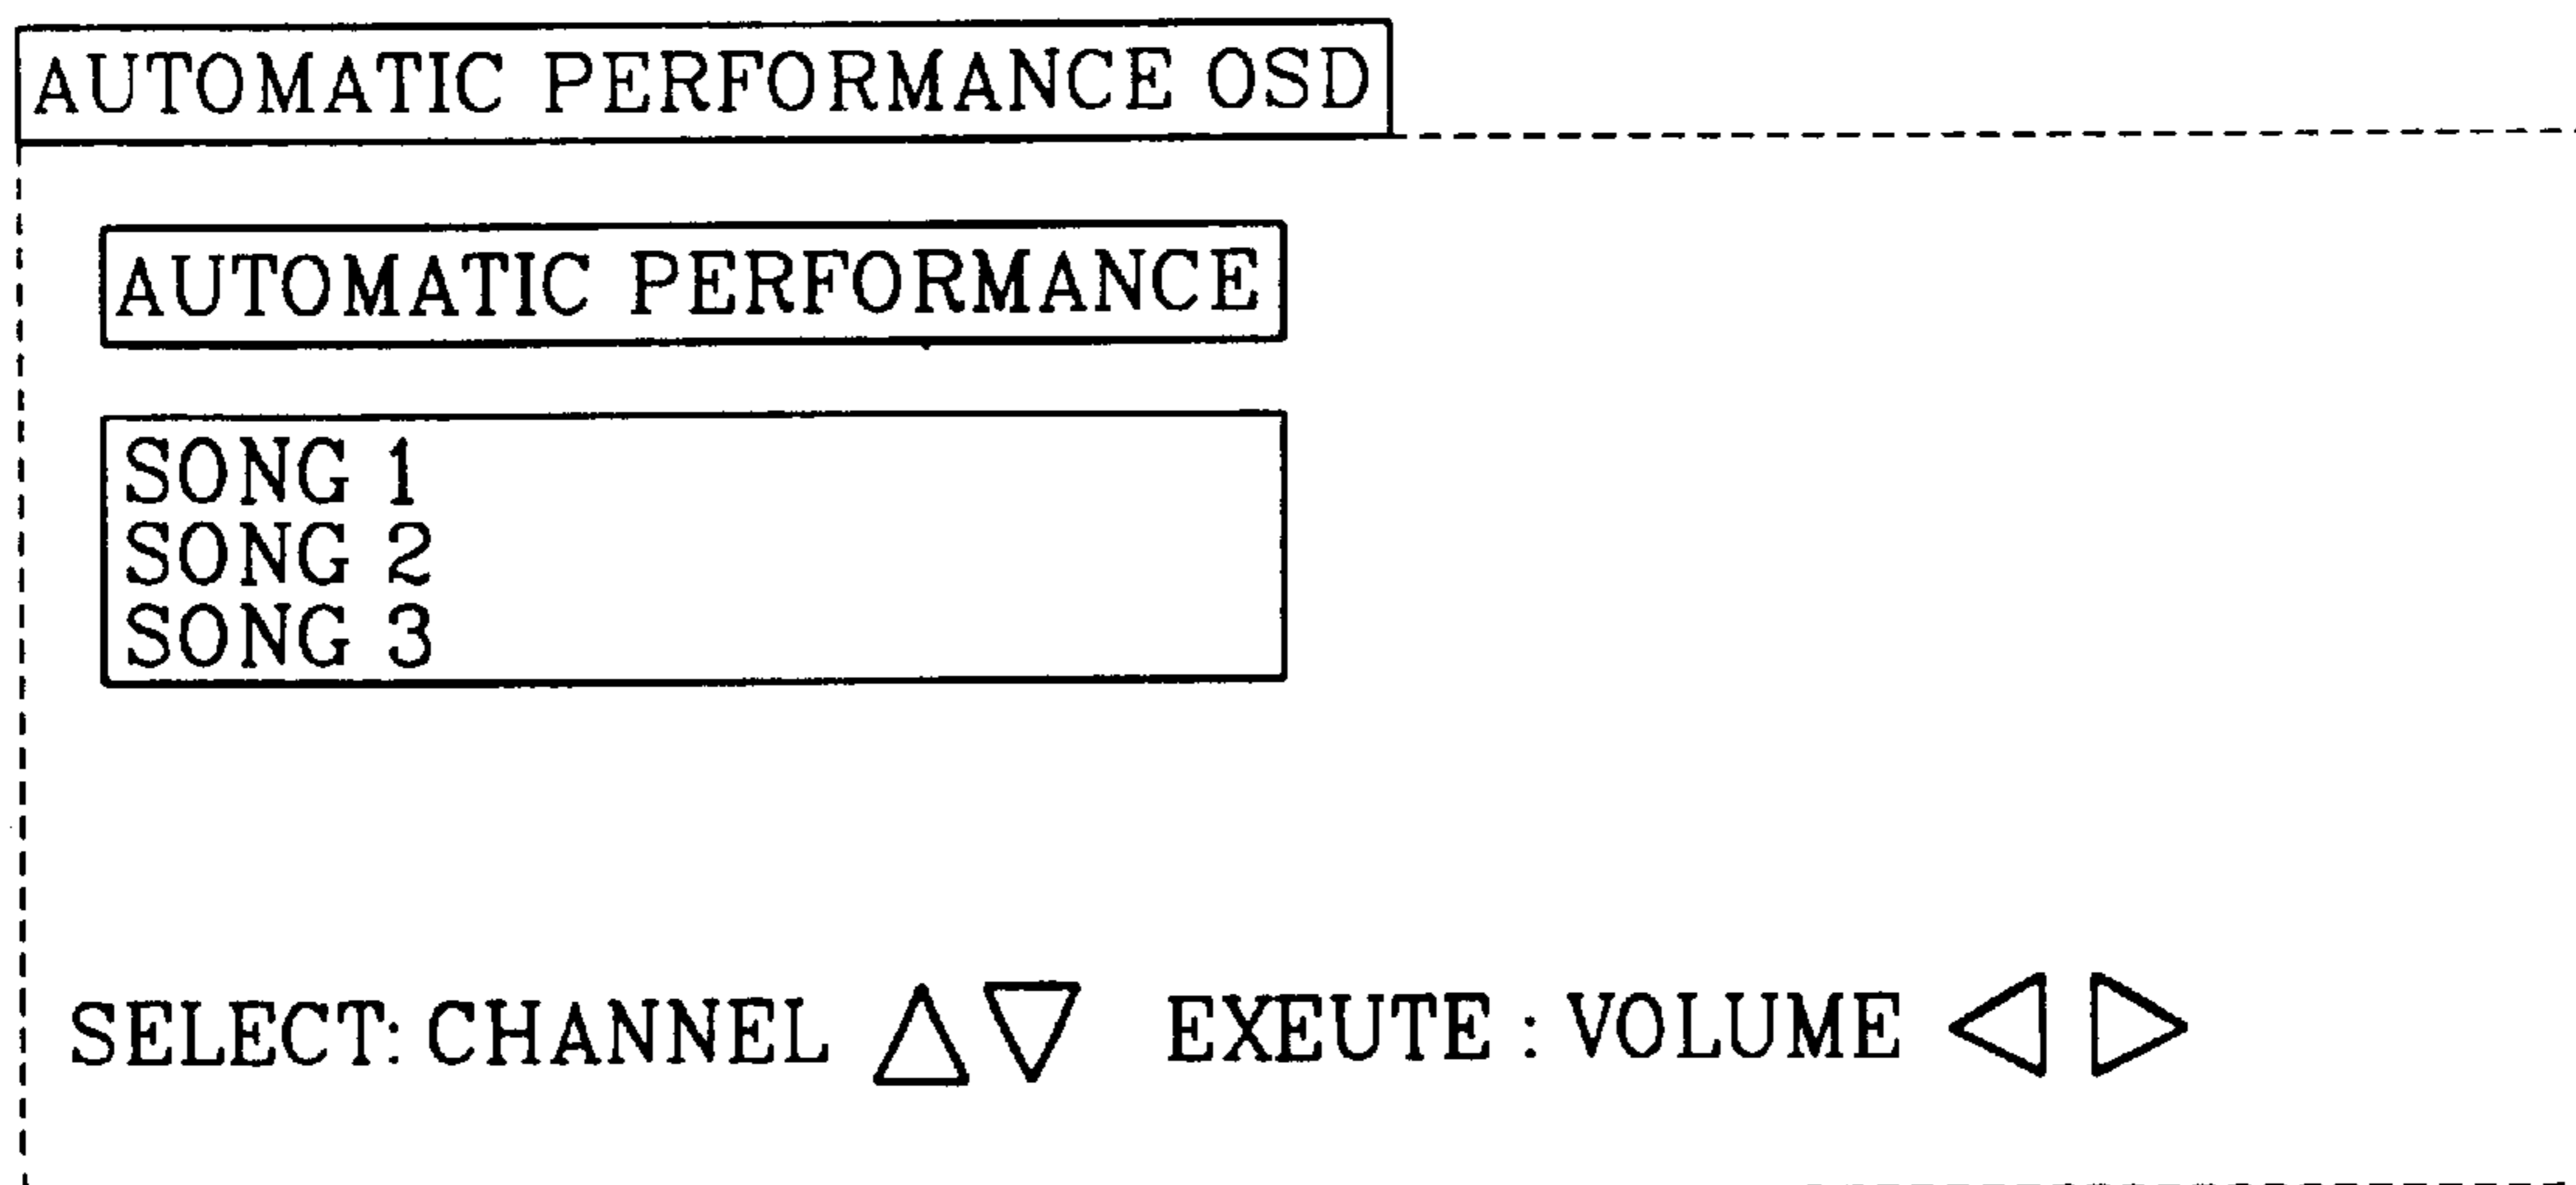 AUTOMATIC PERFORMANCE OSD
AUTOMATIC PERFORMANCE
SONG 1
SONG 2
SONG 3
SELECT: CHANNEL △▽ EXEUTE : VOLUME ◁ ▷